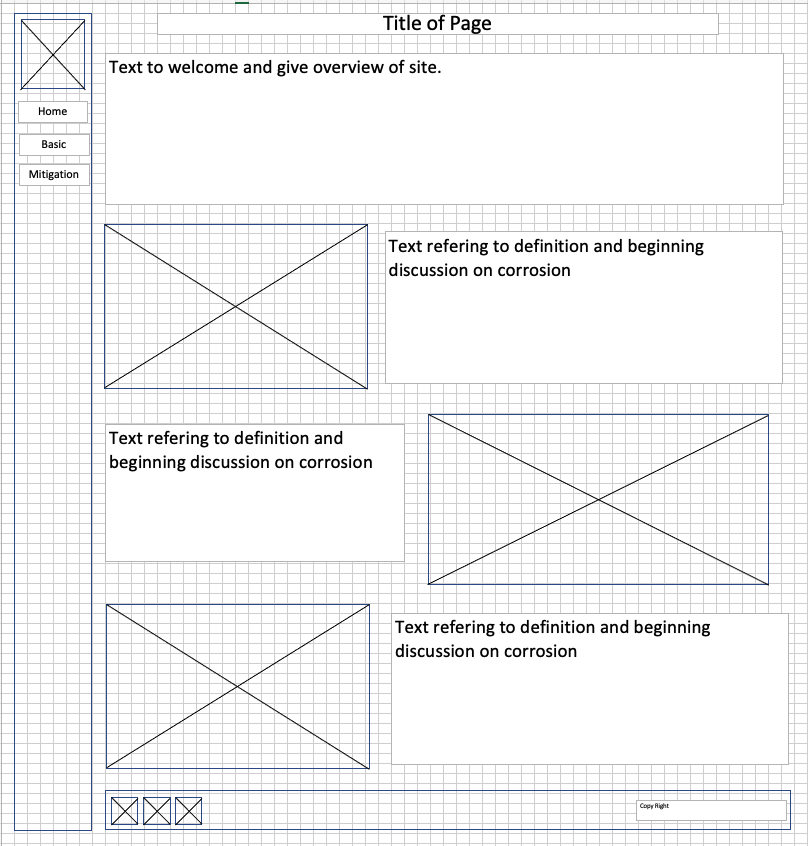 Title of Page
Text to welcome and give overview of site.
Home
Basic
Mitigation
Text refering to definition and beginning
discussion on corrosion
Text refering to definition and
beginning discussion on corrosion
Text refering to definition and beginning
discussion on corrosion
Copy Right